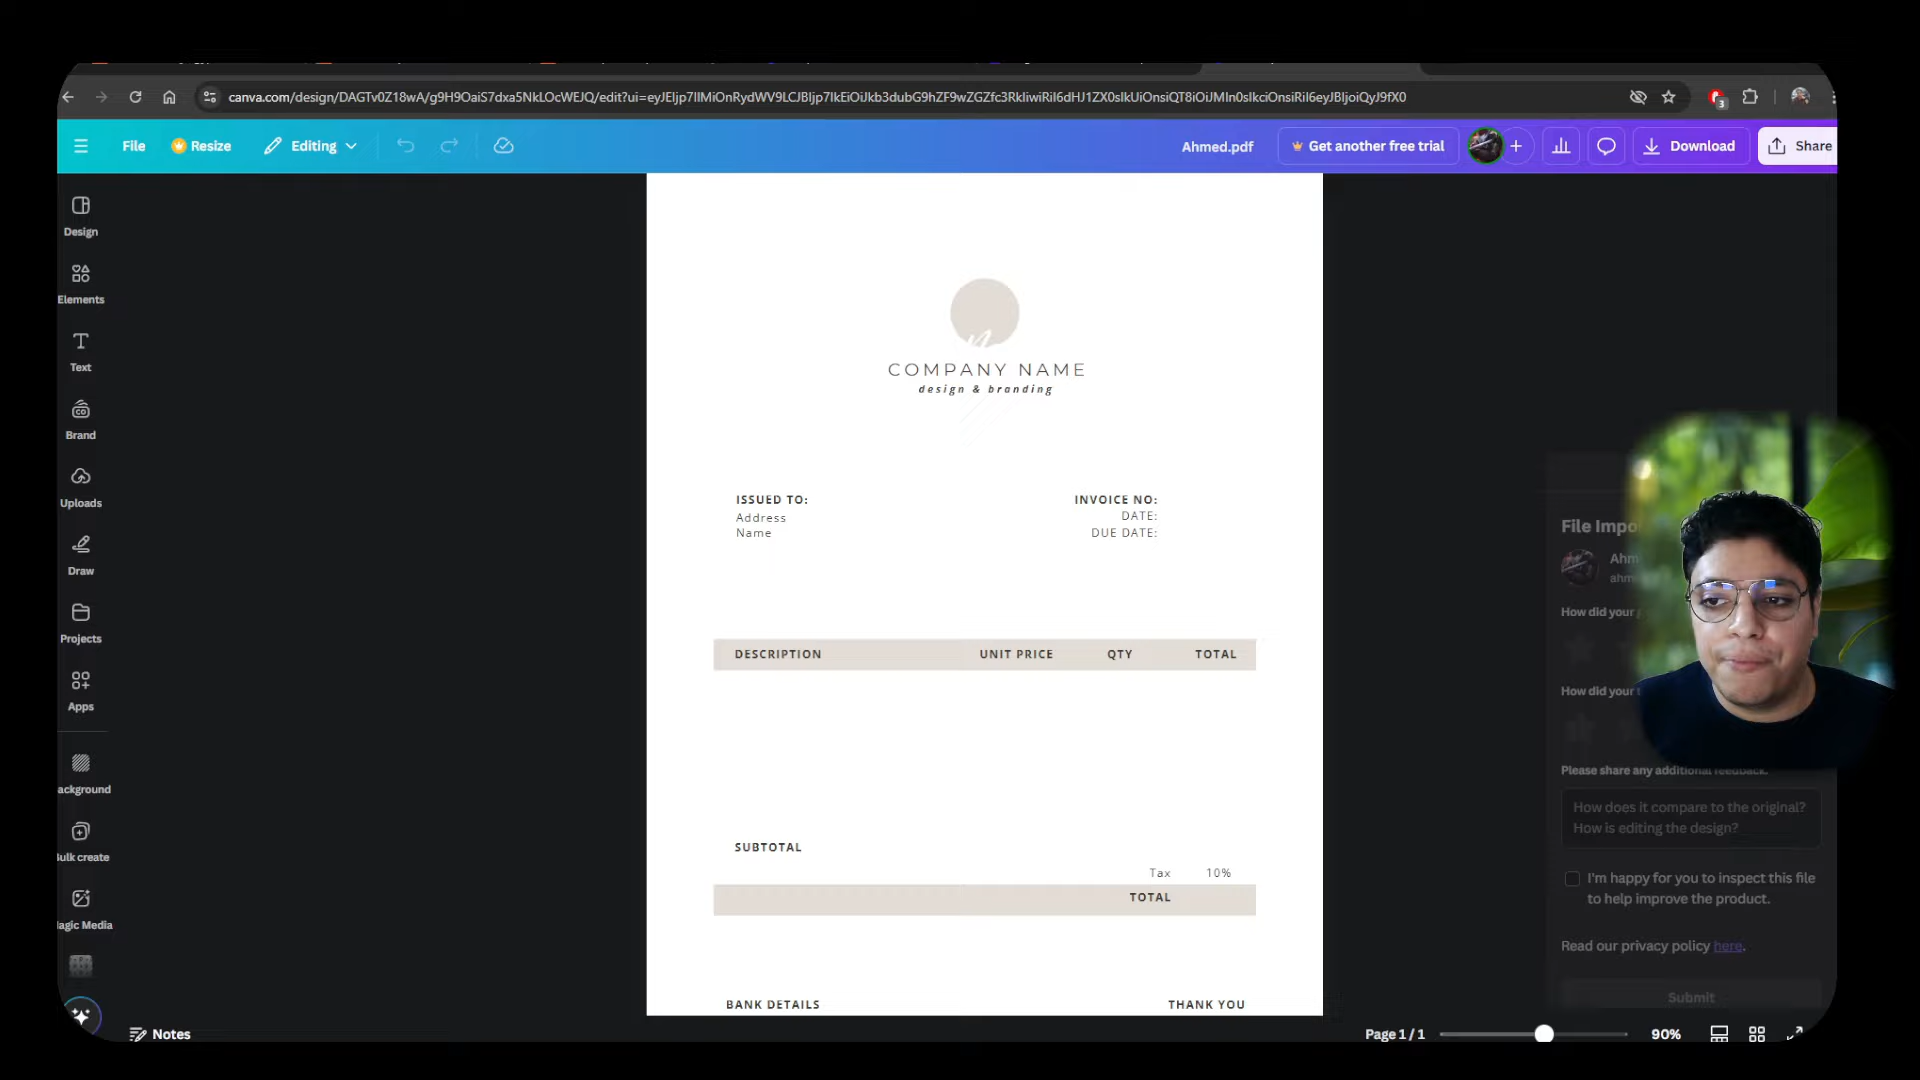 canva.com/design/DAGTv0Z18wA/g9H9OaiS7dxa5NkLOcWEJQ/edit?ui=eyJEIjp7IlMiOnRydWV9LCJBIjp7IkEiOiJkb3dubG9hZF9wZGZfc3RkIiwiRiI6dHJ1ZX0sIkUiOnsiQT8iOiJMIn0sIkciOnsiRiI6eyJBIjoiQyJ9fX0
3
File
Resize
Editing
Ahmed.pdf
Get another free trial
Download
Share
Design
Elements
Text
Brand
Uploads
Draw
Projects
Apps
ackground
ulk create
agic Media
COMPANY NAME
design & branding
ISSUED TO:
Address
Name
INVOICE NO:
DATE:
DUE DATE:
DESCRIPTION UNIT PRICE QTY TOTAL
SUBTOTAL
Tax 10%
TOTAL
BANK DETAILS THANK YOU
File Impo
Ahm
ahm
How did your
How did your
Please share any additional feedback.
How does it compare to the original?
How is editing the design?
I'm happy for you to inspect this file
to help improve the product.
Read our privacy policy here.
Submit
Notes
Page 1 / 1
90%